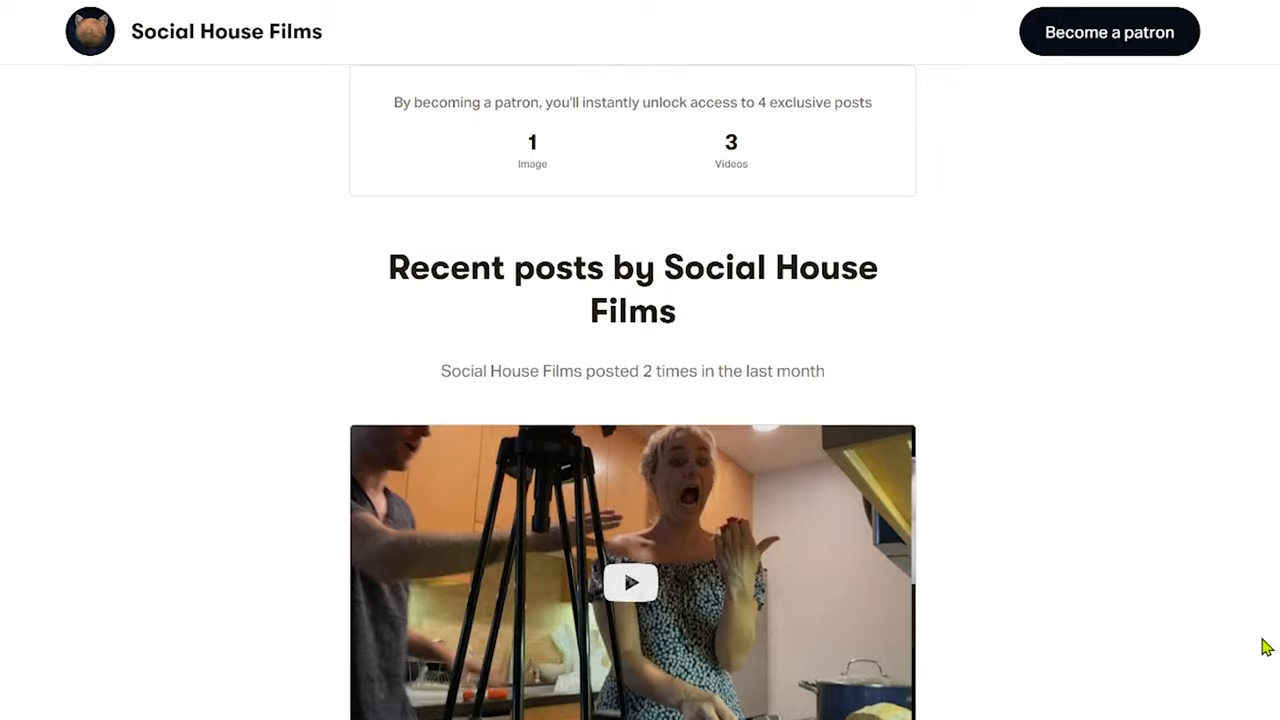 Social House Films
Become a patron
By becoming a patron, you'll instantly unlock access to 4 exclusive posts
1
3
Image
Videos
Recent posts by Social House
Films
Social House Films posted 2 times in the last month